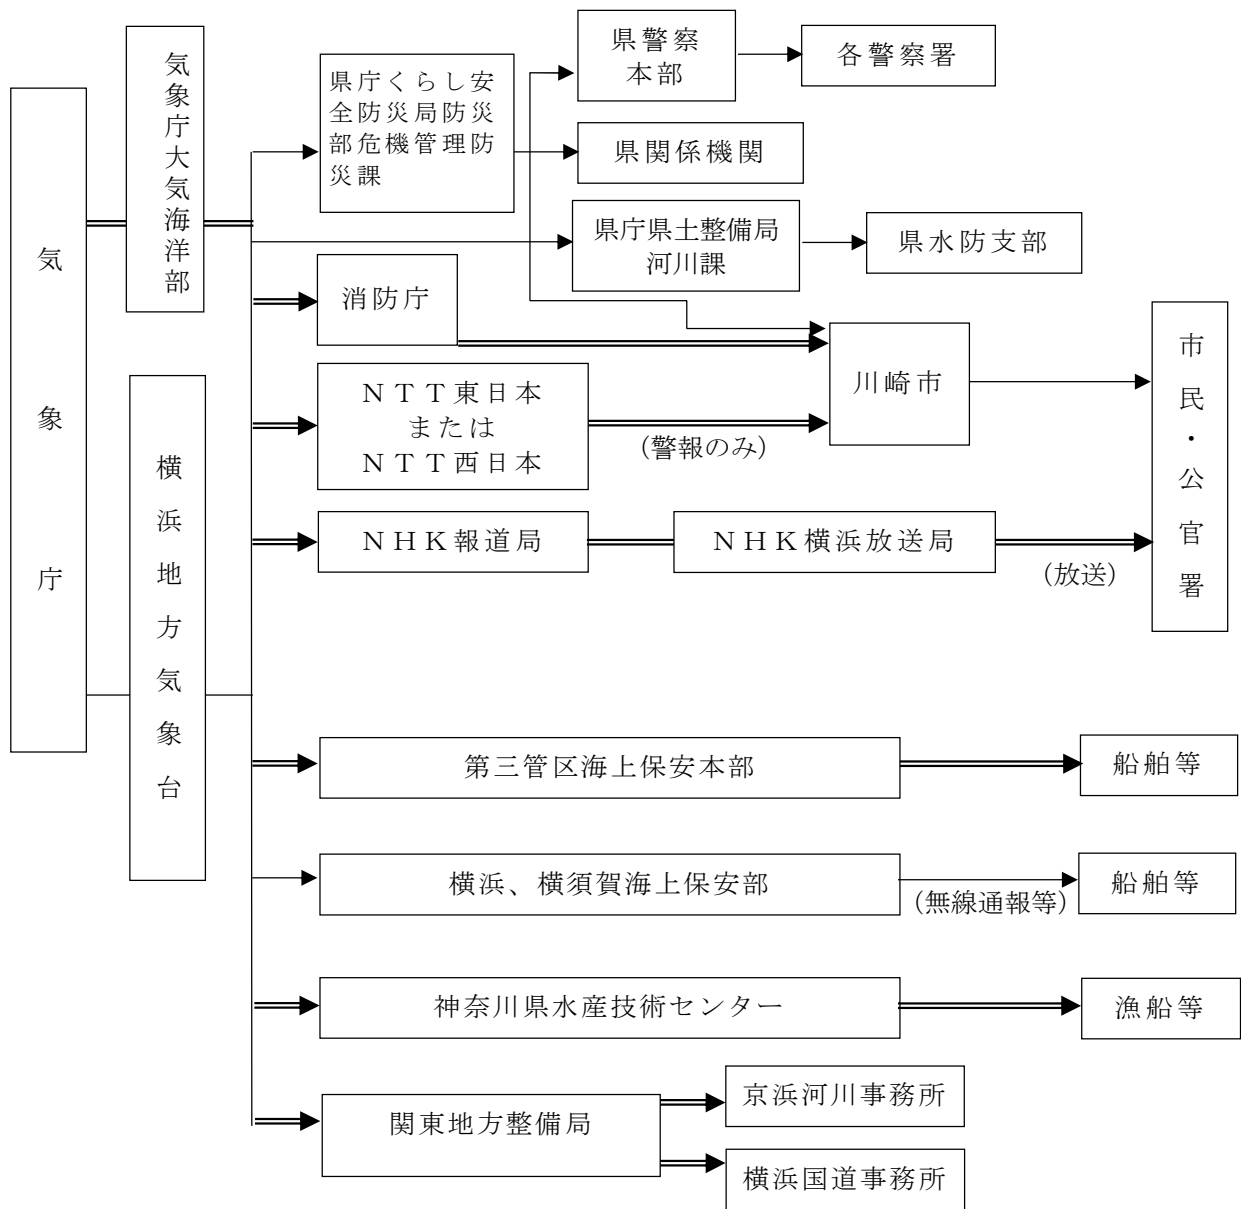 気象庁
気象庁大気海洋部
横浜地方気象台
県庁くらし安
全防災局防災
部危機管理防
災課
県警察
本部
各警察署
県関係機関
県庁県土整備局
河川課
県水防支部
消防庁
川崎市
市民・公官署
ＮＴＴ東日本
または
ＮＴＴ西日本
（警報のみ）
ＮＨＫ報道局
ＮＨＫ横浜放送局
（放送）
第三管区海上保安本部
船舶等
横浜、横須賀海上保安部
（無線通報等）
船舶等
神奈川県水産技術センター
漁船等
関東地方整備局
京浜河川事務所
横浜国道事務所